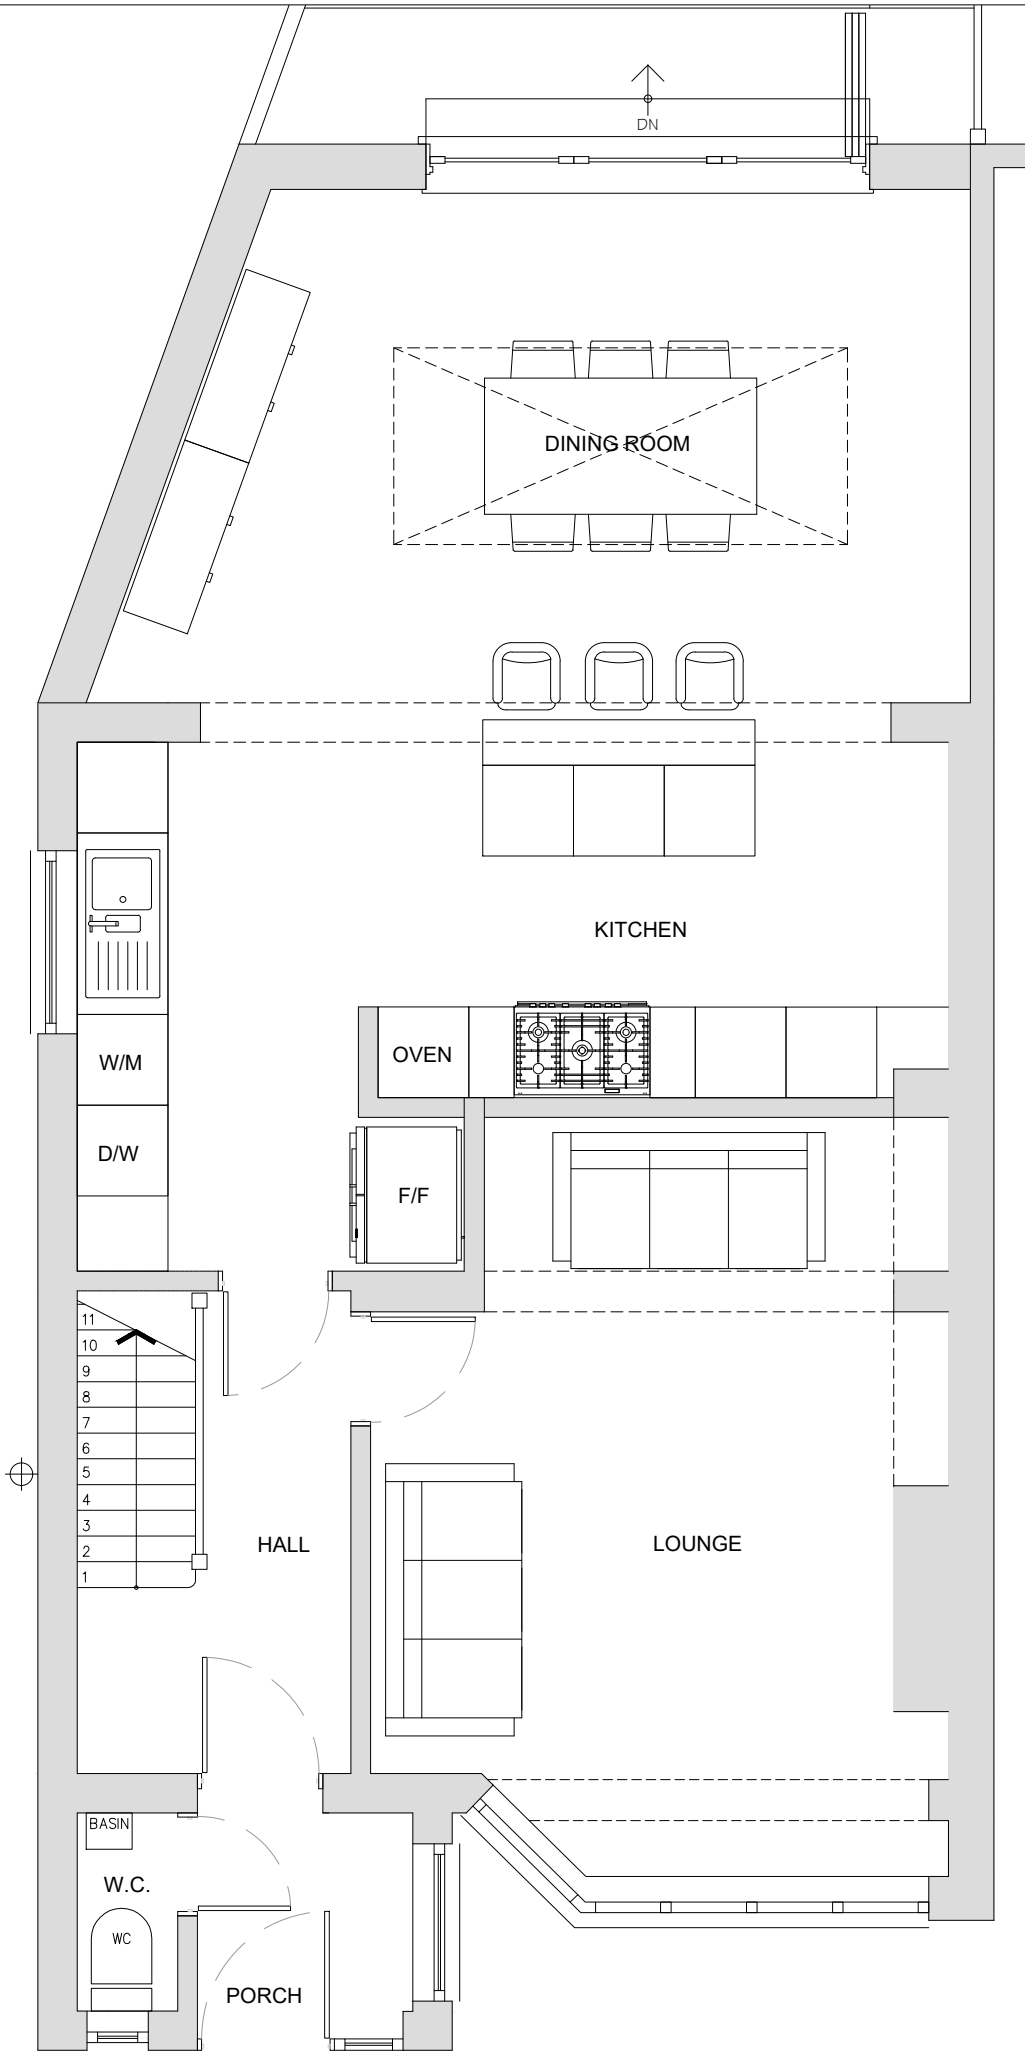 DN
DINING ROOM
KITCHEN
OVEN
W/M
D/W
F/F
11
10
9
8
7
6
5
4
3
2
1
HALL
LOUNGE
BASIN
W.C.
WC
PORCH